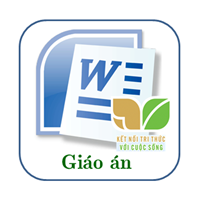 W
KẾT NỐI TRI THỨC
VỚI CUỘC SỐNG
Giáo án